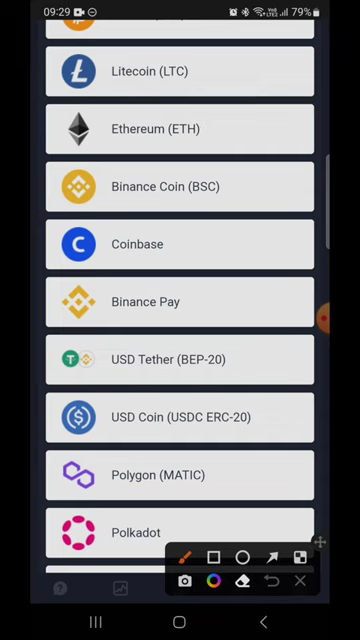 09:29
79%
Litecoin (LTC)
Ethereum (ETH)
Binance Coin (BSC)
Coinbase
Binance Pay
USD Tether (BEP-20)
USD Coin (USDC ERC-20)
Polygon (MATIC)
Polkadot